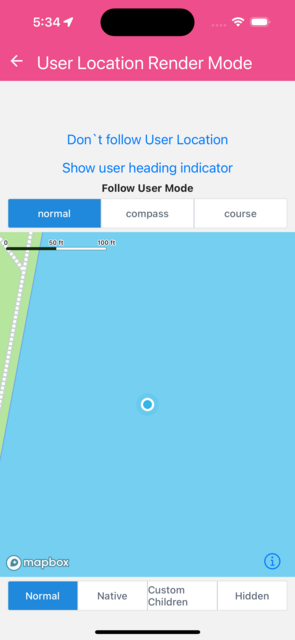 5:34
User Location Render Mode
Don`t follow User Location
Show user heading indicator
Follow User Mode
normal compass course
0 50 ft 100 ft
mapbox
Normal Native Custom Children Hidden